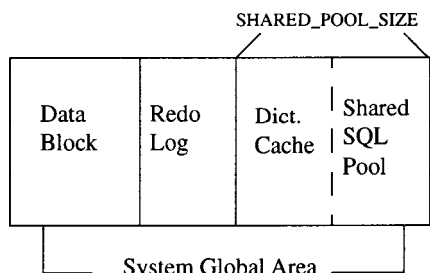 SHARED_POOL_SIZE
Data Block
Redo Log
Dict. Cache
Shared SQL Pool
System Global Area